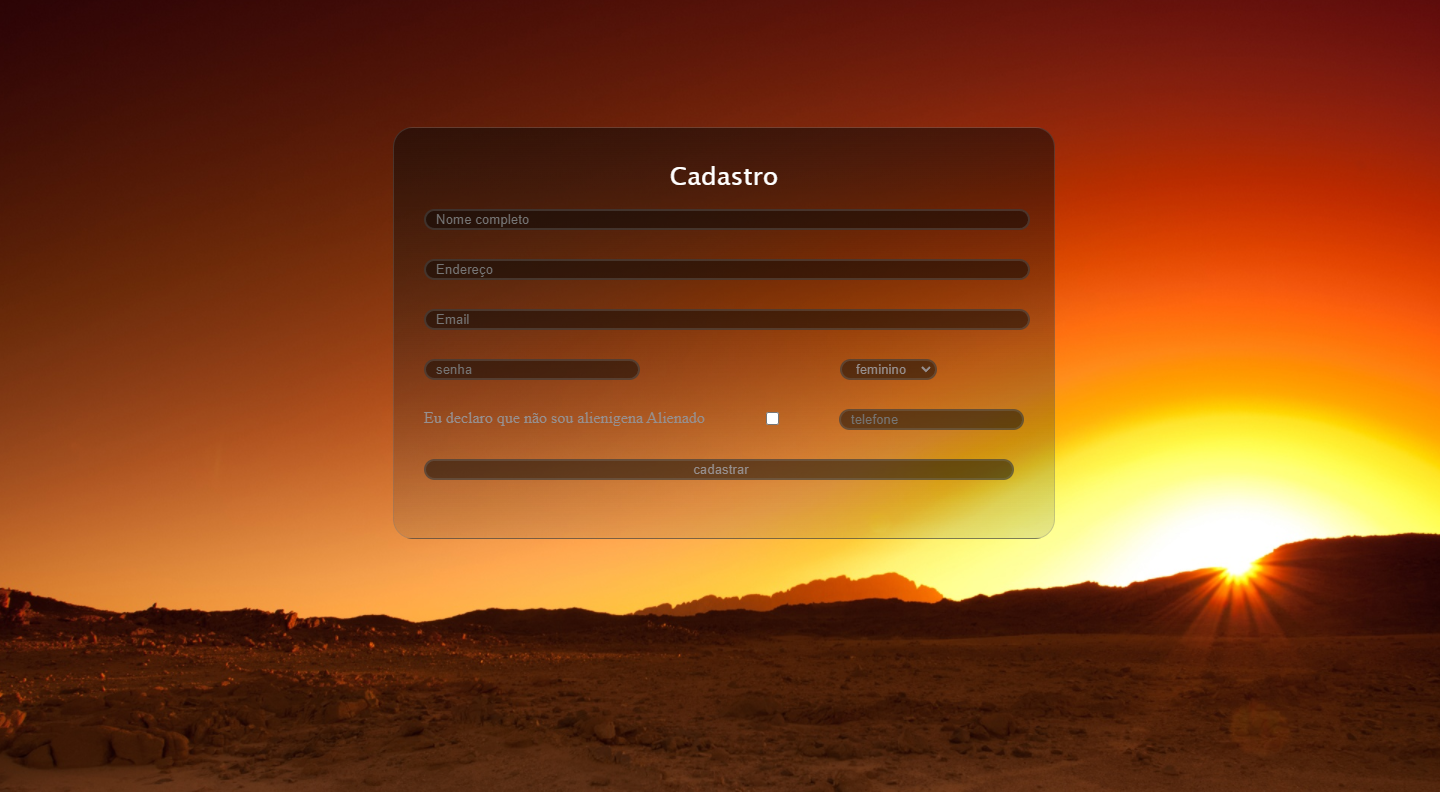 Cadastro
Nome completo
Endereço
Email
senha feminino
Eu declaro que não sou alienigena Alienado telefone
cadastrar